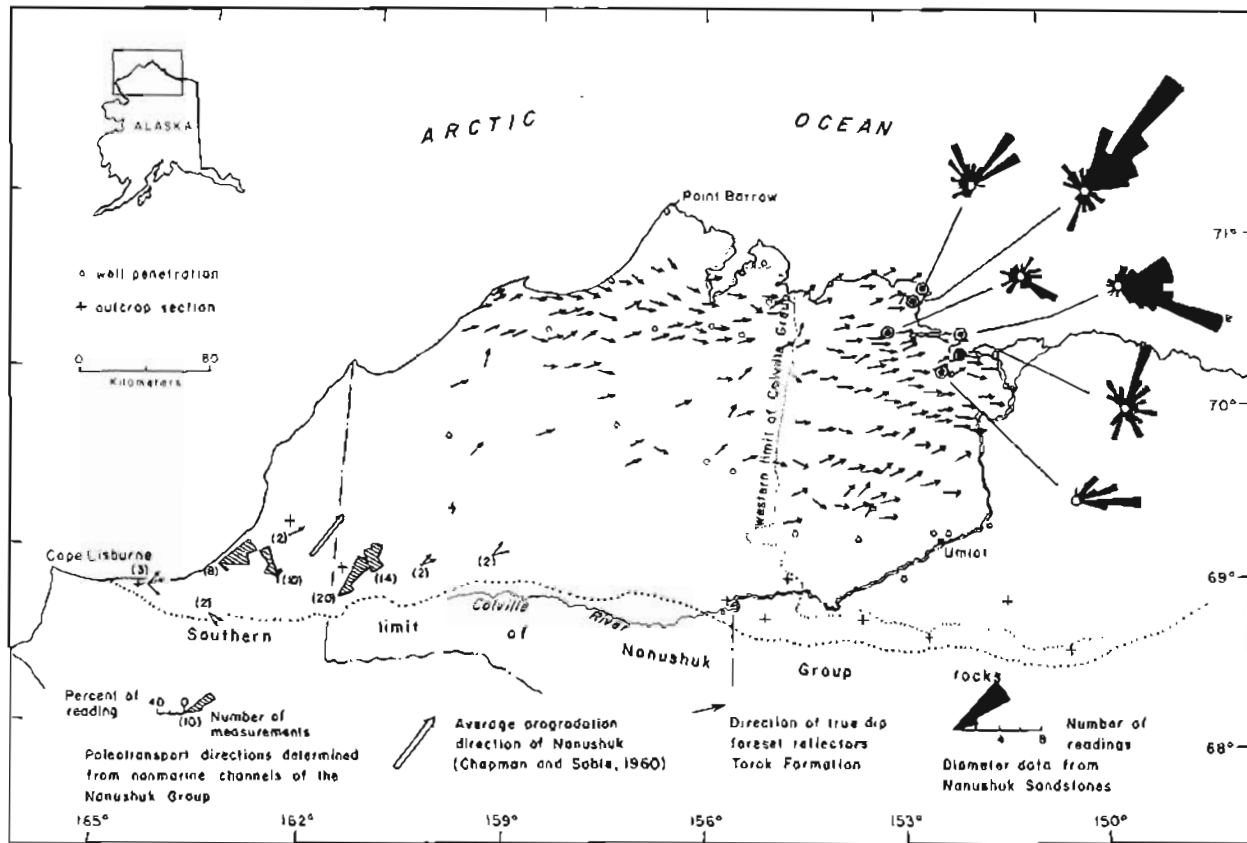 ARCTIC OCEAN
ALASKA
Point Barrow
71°
o well penetration
+ outcrop section
0 80
Kilometers
Western limit of Colville Group
70°
Cape Lisburne
(3)
(2)
(8)
(10)
(2)
(20)
(14)
(2)
(2)
Umiat
69°
Colville River
Southern limit of Nanushuk Group rocks
Percent of reading
40 0
(10)
Number of measurements
Paleotransport directions determined
from nonmarine channels of the
Nanushuk Group
Average progradation
direction of Nanushuk
(Chapman and Sable, 1960)
Direction of true dip
foreset reflectors
Torok Formation
4 8
Number of
readings
Dipmeter data from
Nanushuk Sandstones
68°
165° 162° 159° 156° 153° 150°